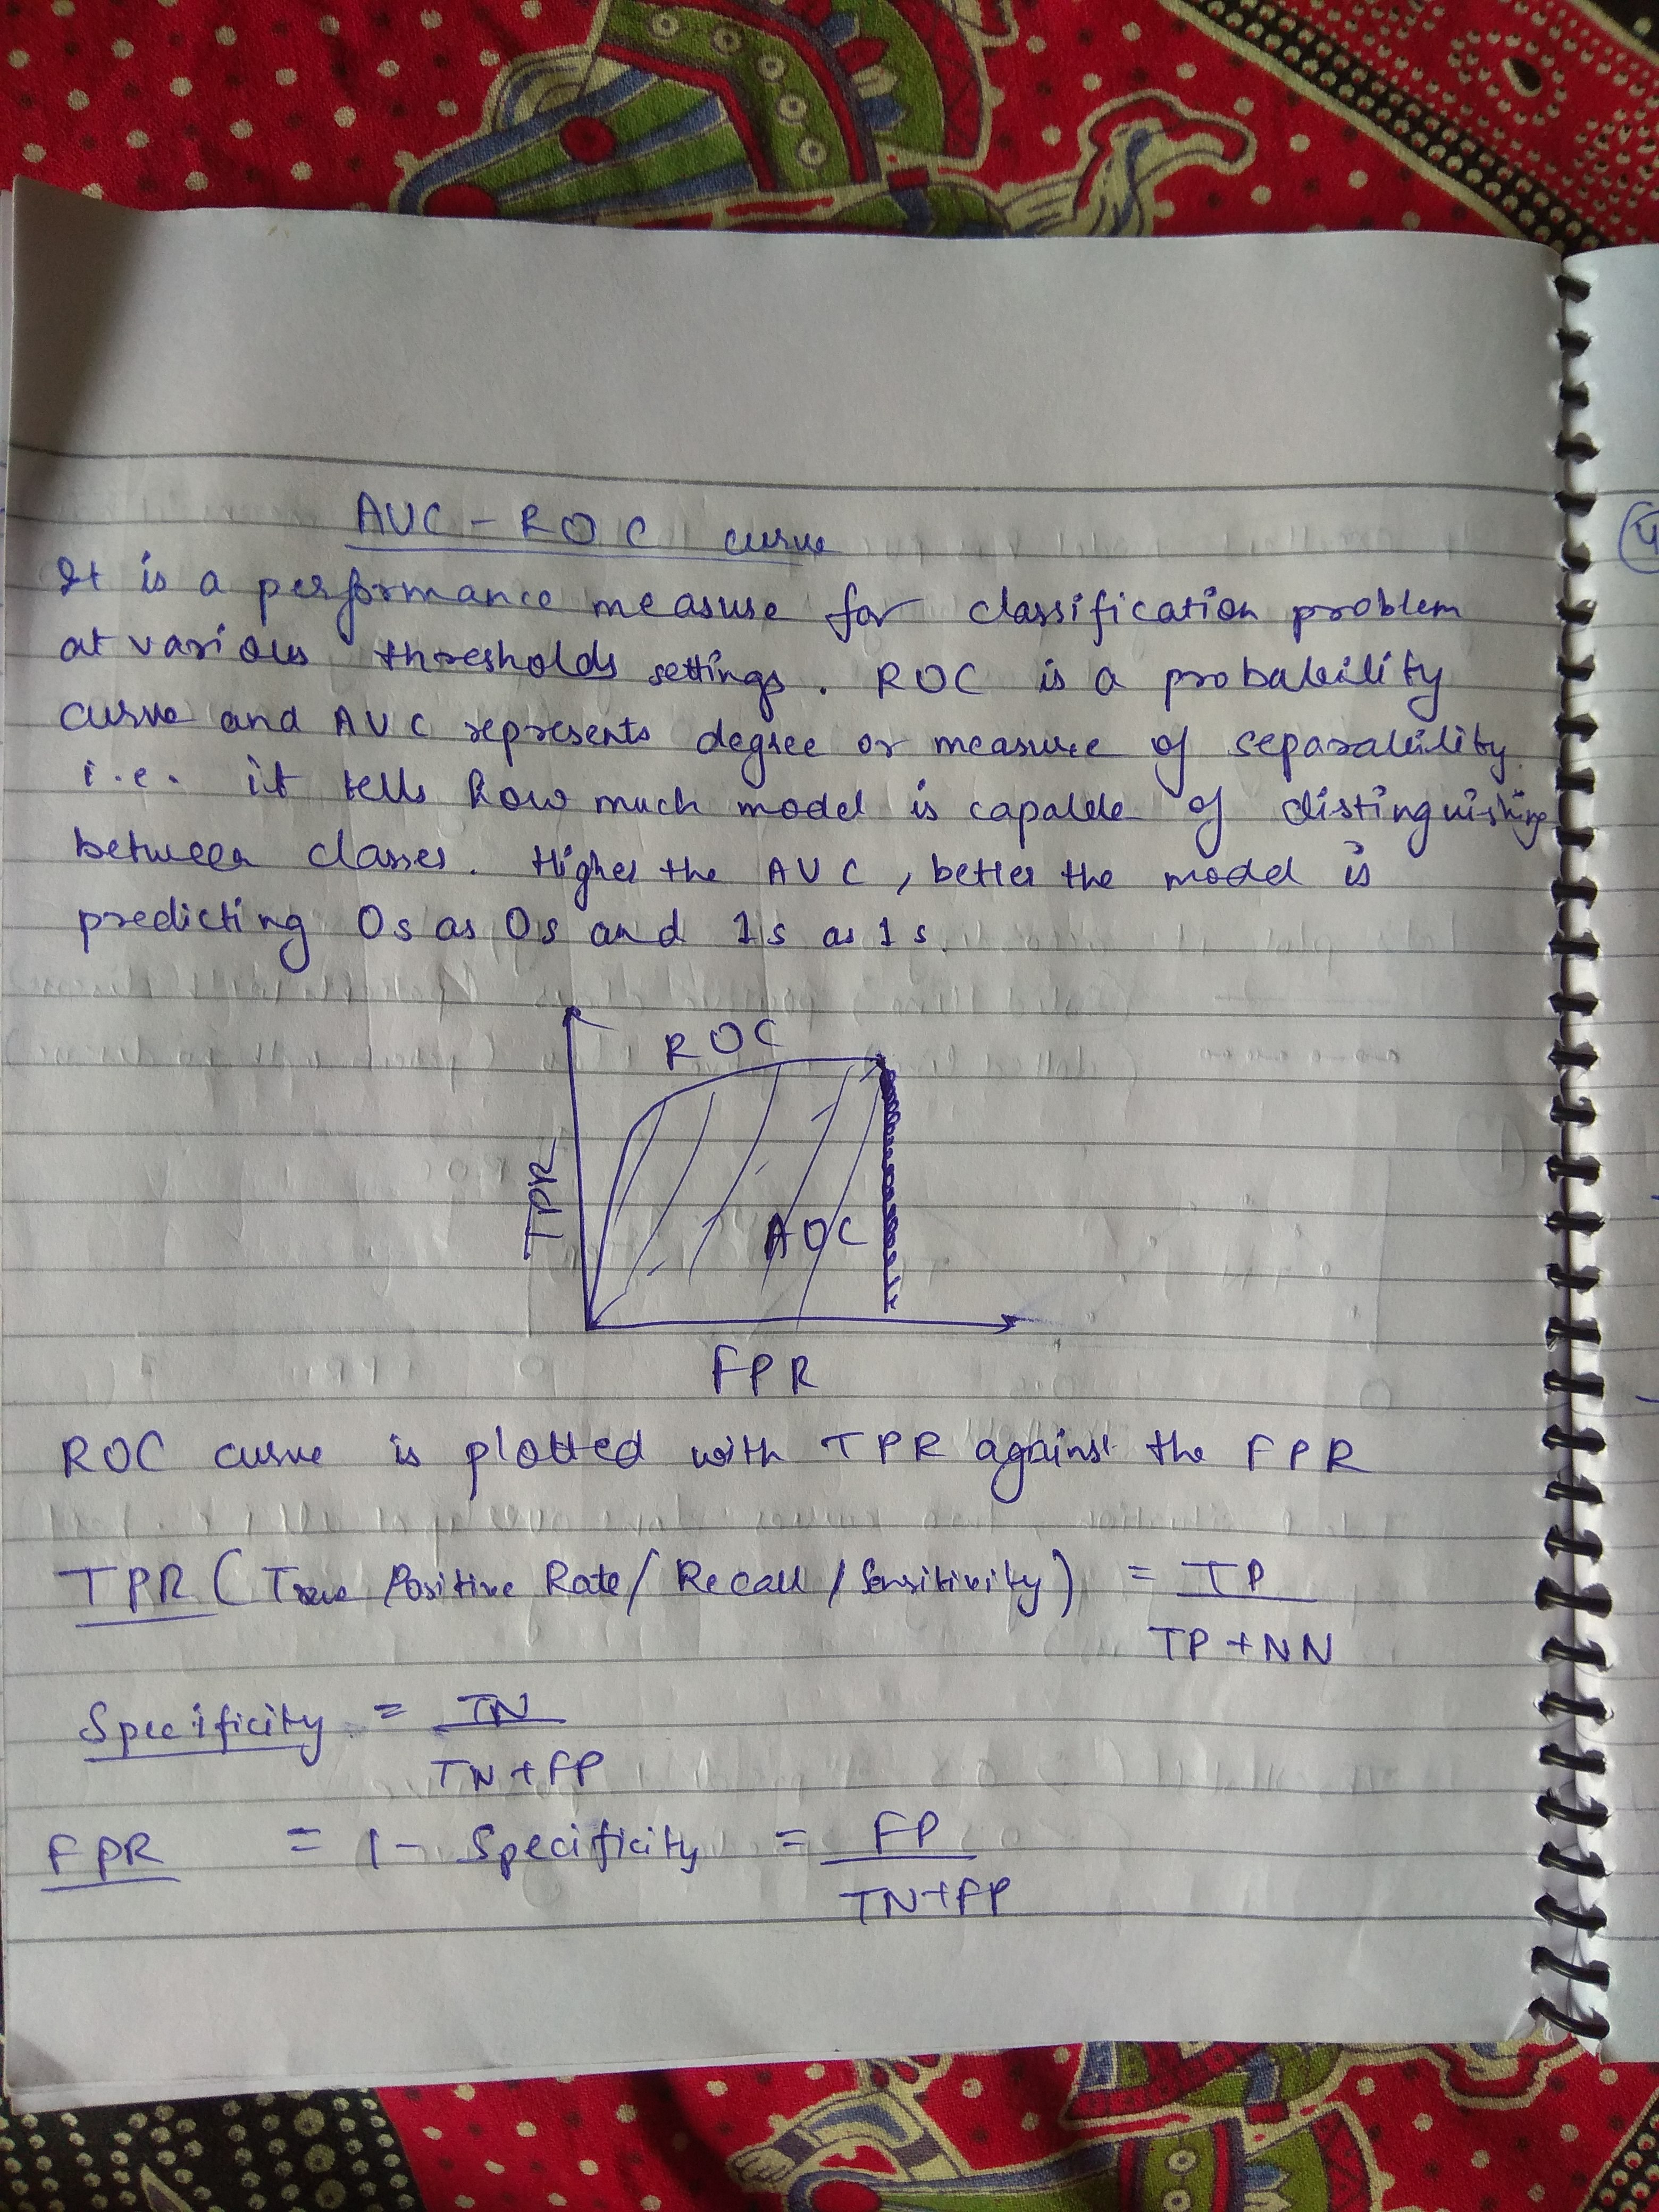 AUC - ROC curve
It is a performance measure for classification problem
at various thresholds settings. ROC is a probability
curve and AUC represents degree or measure of separability
i.e. it tells how much model is capable of distinguishing
between classes. Higher the AUC, better the model is
predicting 0s as 0s and 1s as 1s.
ROC
TPR
AOC
FPR
ROC curve is plotted with TPR against the FPR
TPR (True Positive Rate/Recall/Sensitivity) = TP
TP+NN
Specificity = TN
TN+FP
FPR = 1 - Specificity = FP
TN+FP